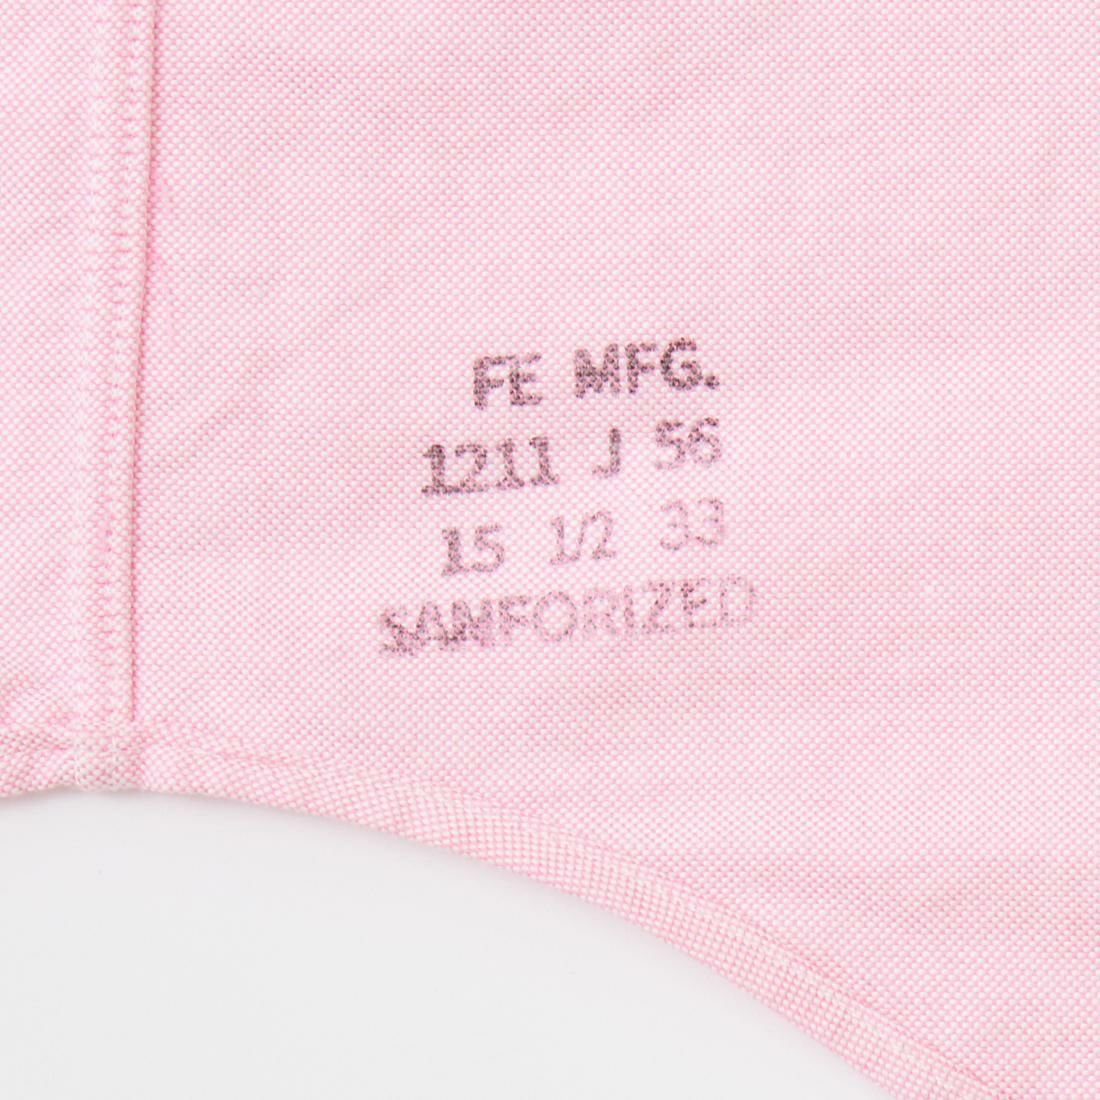 FE MFG.
1211 J 56
15 1/2 33
SANFORIZED